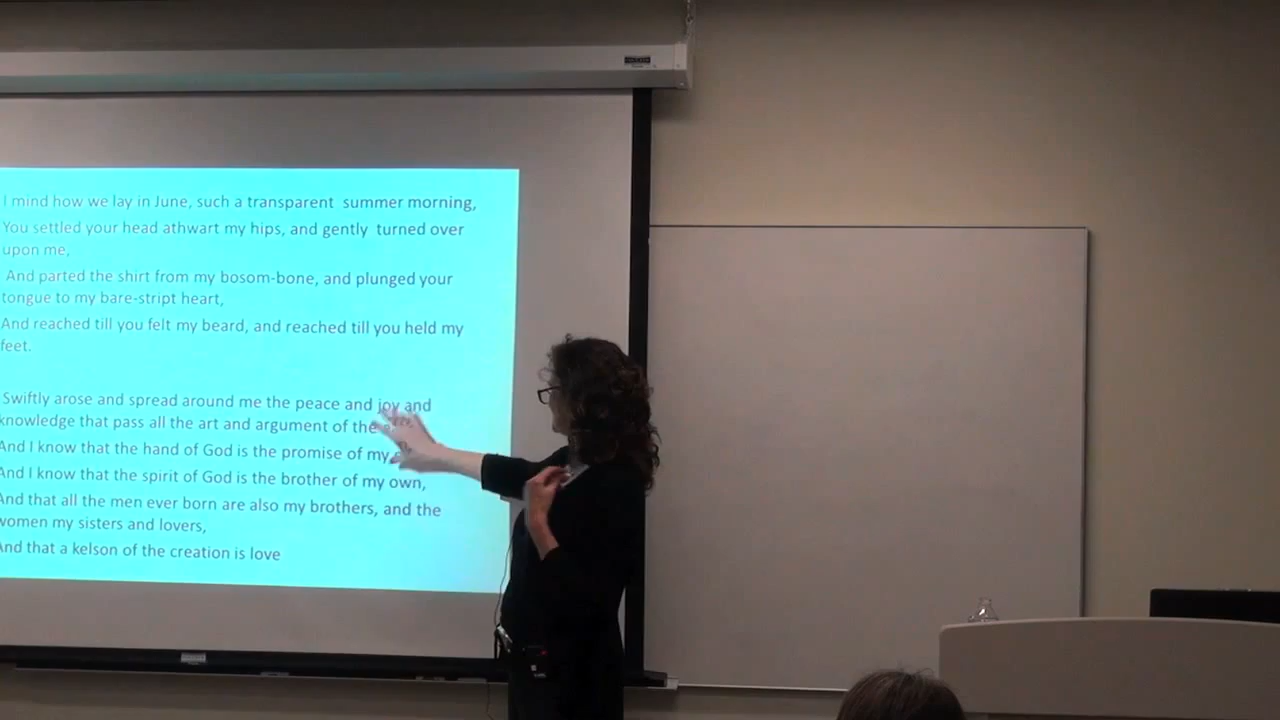 I mind how we lay in June, such a transparent summer morning,
You settled your head athwart my hips, and gently turned over
upon me,
And parted the shirt from my bosom-bone, and plunged your
tongue to my bare-stript heart,
And reached till you felt my beard, and reached till you held my
feet.
Swiftly arose and spread around me the peace and joy and
knowledge that pass all the art and argument of the
And I know that the hand of God is the promise of my
And I know that the spirit of God is the brother of my own,
And that all the men ever born are also my brothers, and the
women my sisters and lovers,
And that a kelson of the creation is love